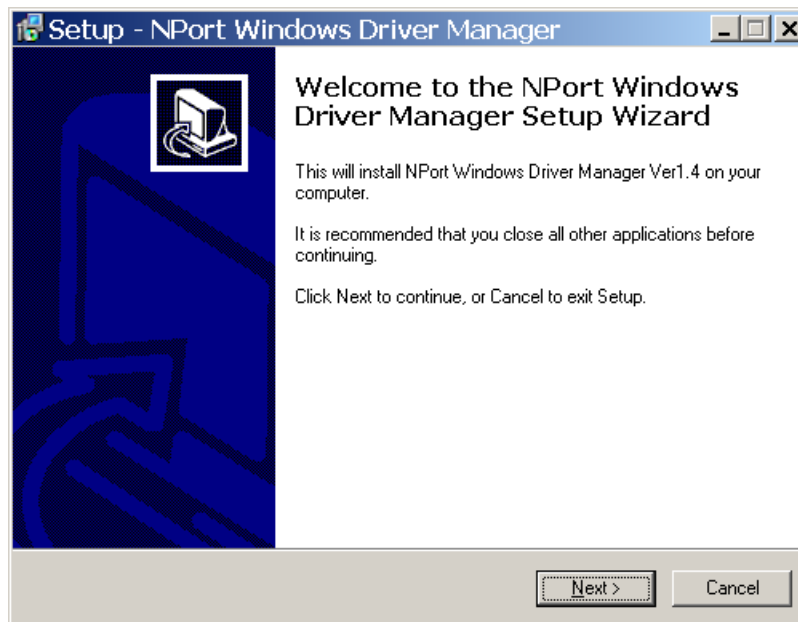 Setup - NPort Windows Driver Manager
Welcome to the NPort Windows
Driver Manager Setup Wizard
This will install NPort Windows Driver Manager Ver1.4 on your
computer.
It is recommended that you close all other applications before
continuing.
Click Next to continue, or Cancel to exit Setup.
Next >
Cancel